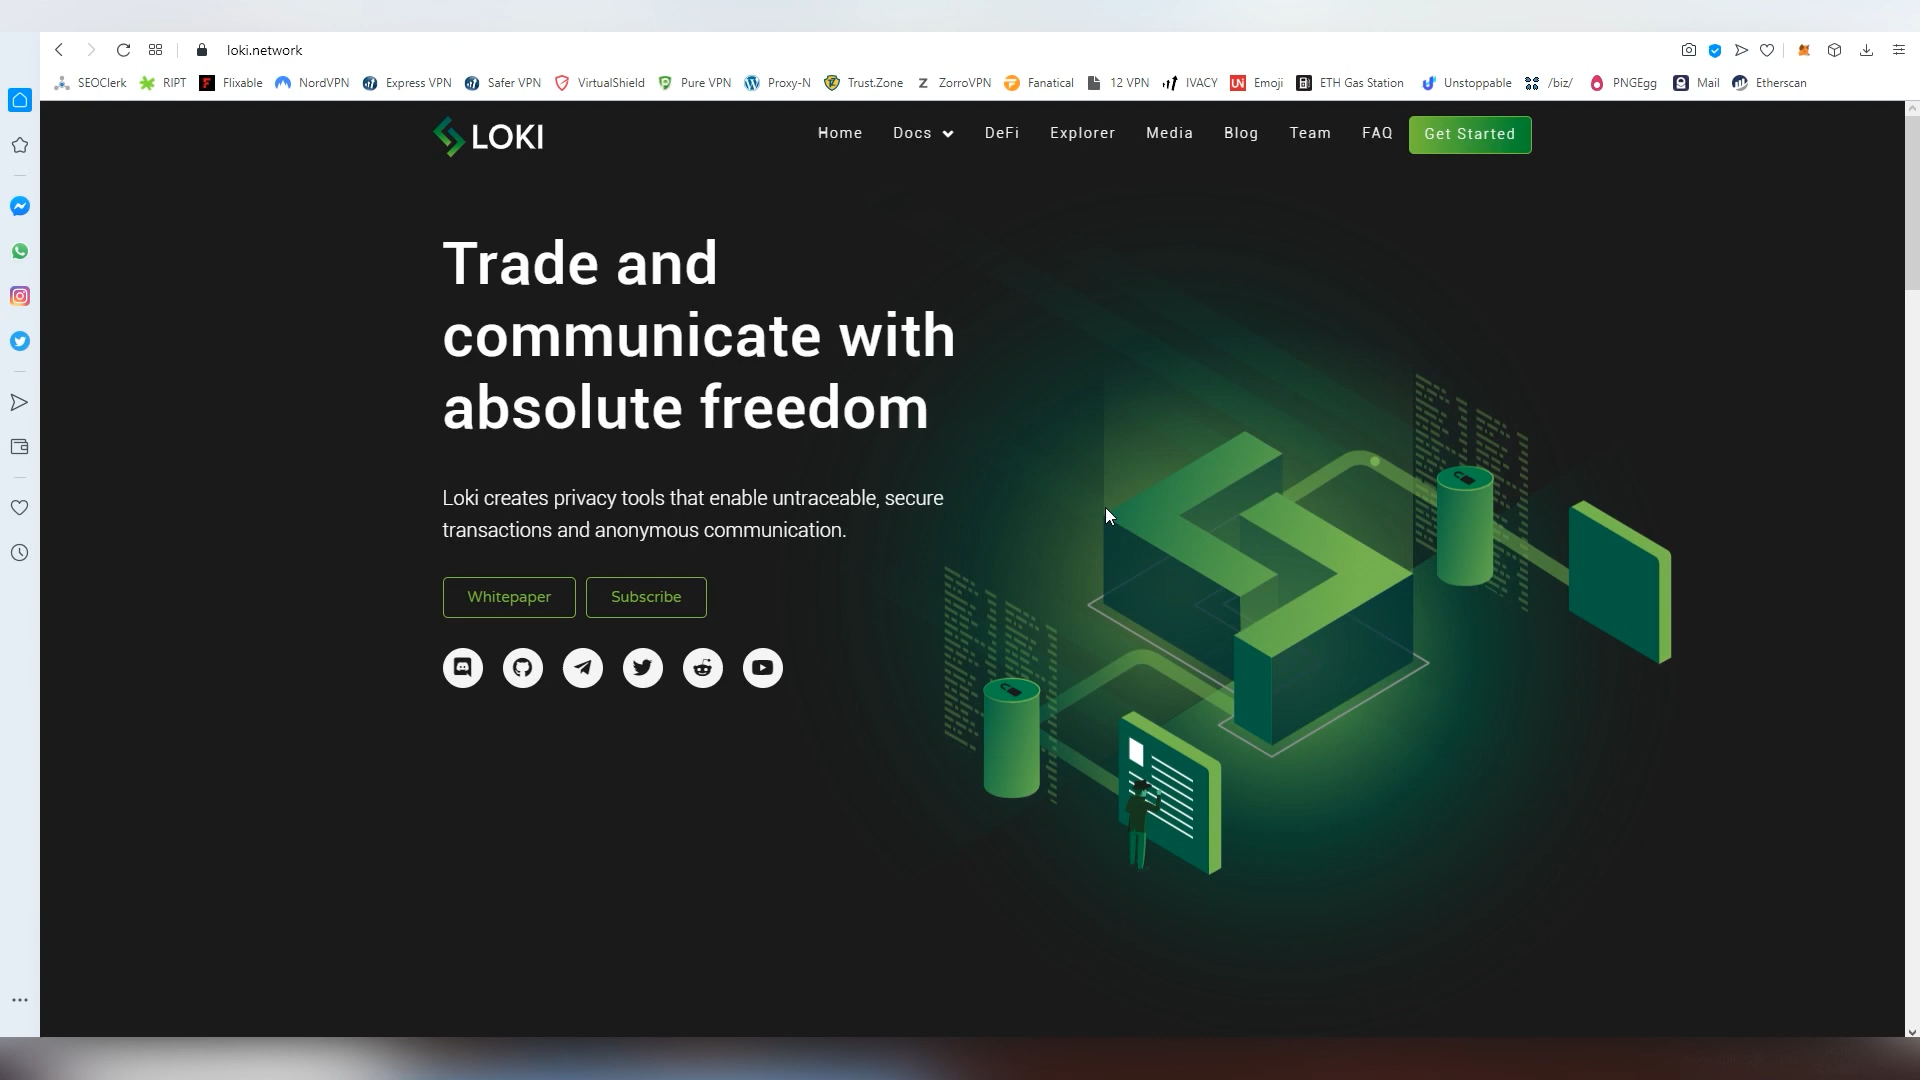 loki.network
SEOClerk RIPT Flixable NordVPN Express VPN Safer VPN VirtualShield Pure VPN Proxy-N Trust.Zone ZorroVPN Fanatical 12 VPN IVACY Emoji ETH Gas Station Unstoppable /biz/ PNGEgg Mail Etherscan
LOKI Home Docs DeFi Explorer Media Blog Team FAQ Get Started
Trade and
communicate with
absolute freedom
Loki creates privacy tools that enable untraceable, secure
transactions and anonymous communication.
Whitepaper Subscribe